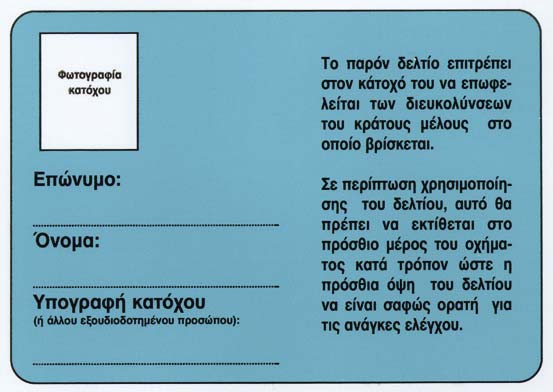 Φωτογραφία
κατόχου
Επώνυμο:
Όνομα:
Υπογραφή κατόχου
(ή άλλου εξουδιοδοτημένου προσώπου):
Το παρόν δελτίο επιτρέπει
στον κάτοχό του να επωφε-
λείται των διευκολύνσεων
του κράτους μέλους στο
οποίο βρίσκεται.
Σε περίπτωση χρησιμοποίη-
σης του δελτίου, αυτό θα
πρέπει να εκτίθεται στο
πρόσθιο μέρος του οχήμα-
τος κατά τρόπον ώστε η
πρόσθια όψη του δελτίου
να είναι σαφώς ορατή για
τις ανάγκες ελέγχου.